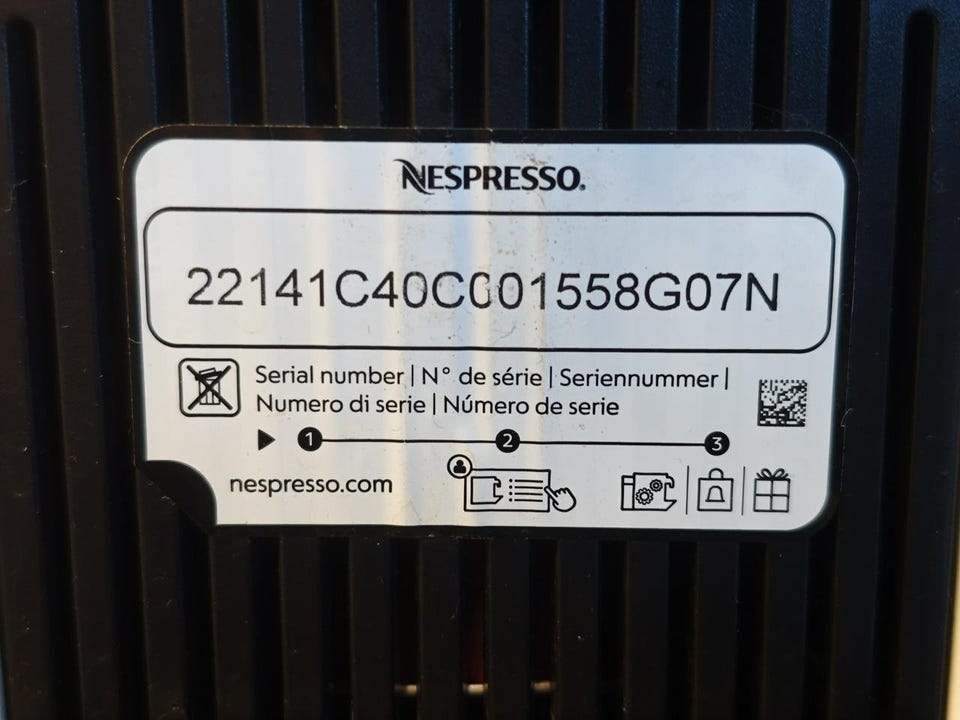 NESPRESSO.
22141C40C001558G07N
Serial number | N° de série | Seriennummer |
Numero di serie | Número de serie
1 2 3
nespresso.com